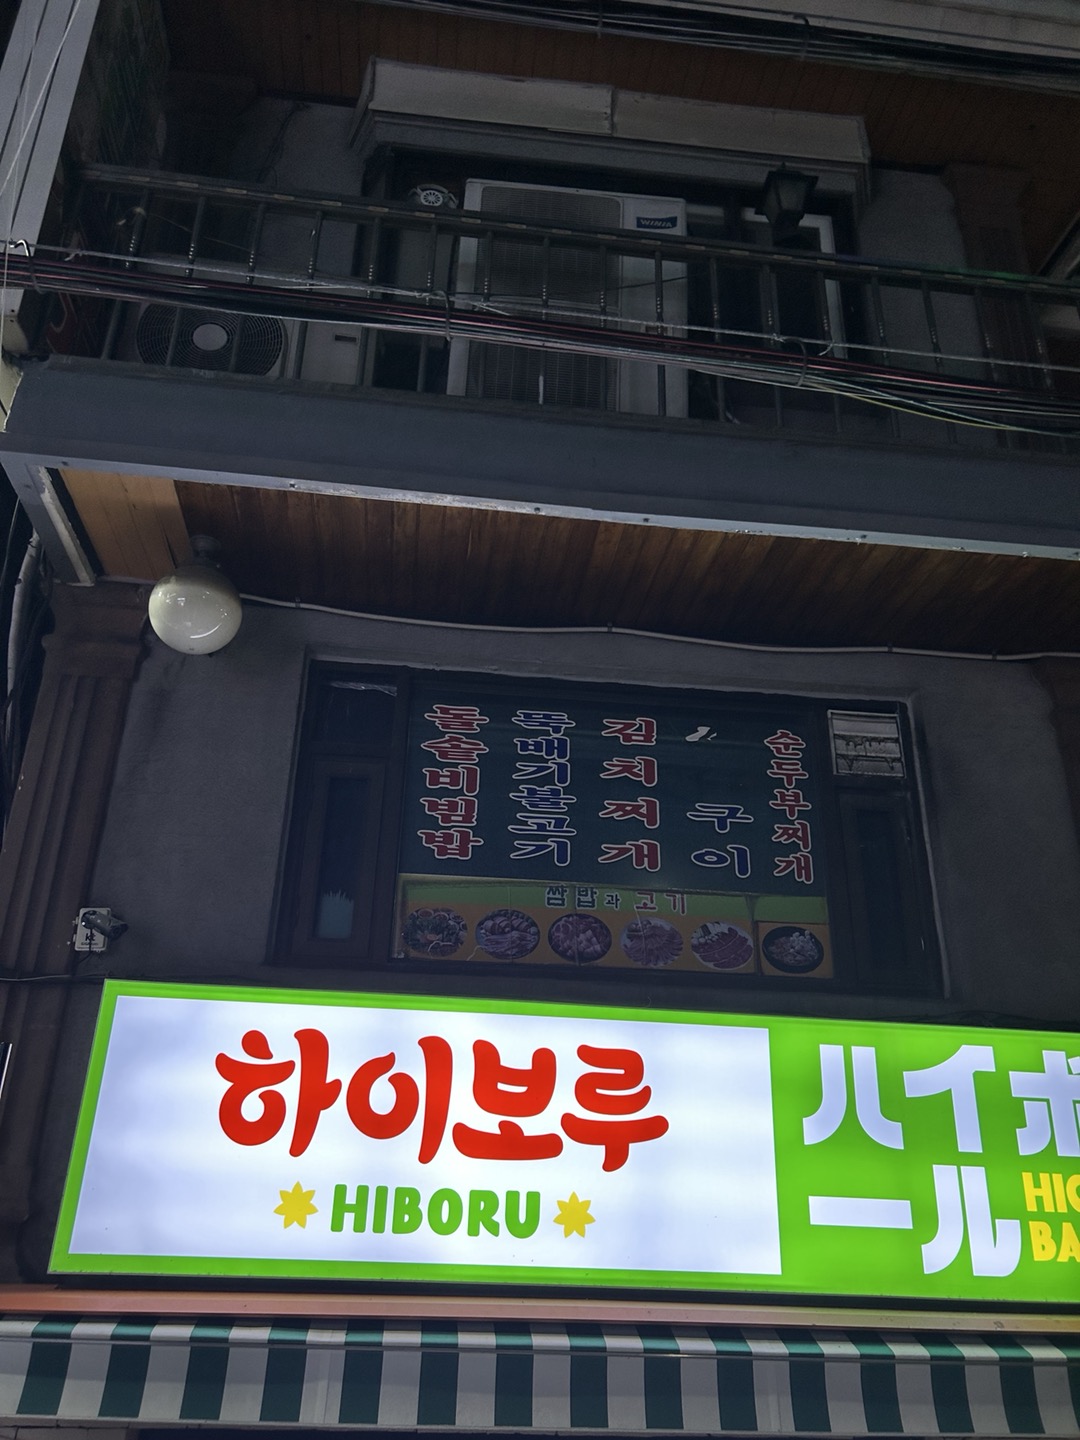 WINIA
돌솥비빔밥
뚝배기불고기
김치찌개
구이
순두부찌개
쌈밥과 고기
하이보루
HIBORU
ハイボ
ール